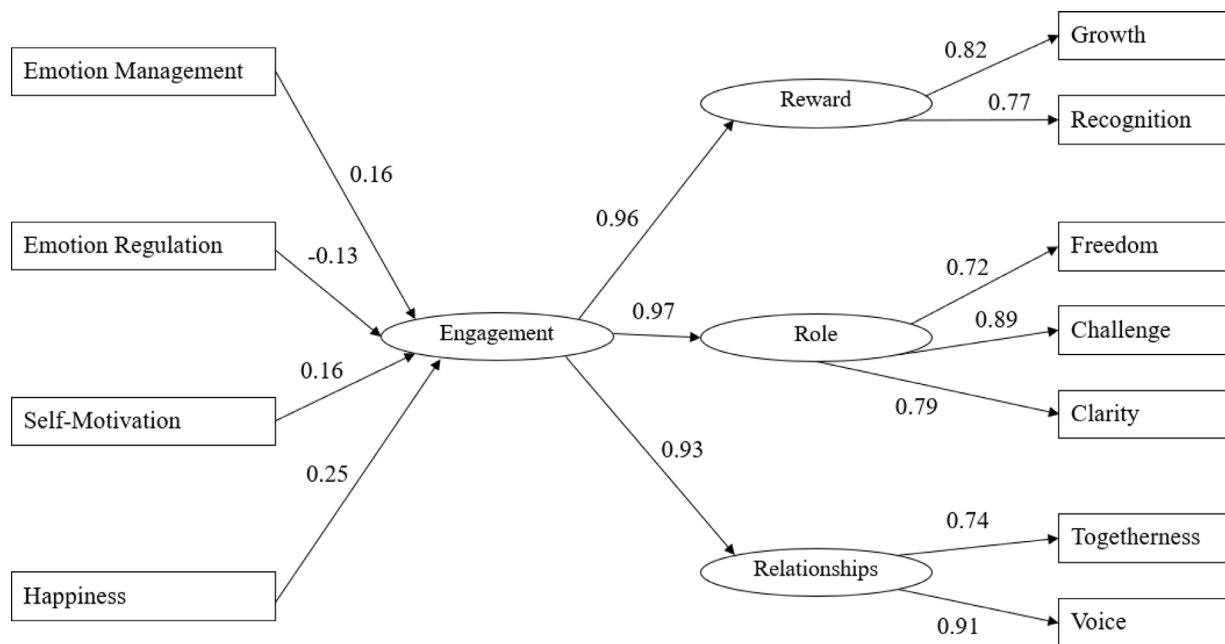 Emotion Management
Emotion Regulation
Self-Motivation
Happiness
0.16
-0.13
0.16
0.25
Engagement
0.96
0.97
0.93
Reward
Role
Relationships
0.82
0.77
0.72
0.89
0.79
0.74
0.91
Growth
Recognition
Freedom
Challenge
Clarity
Togetherness
Voice